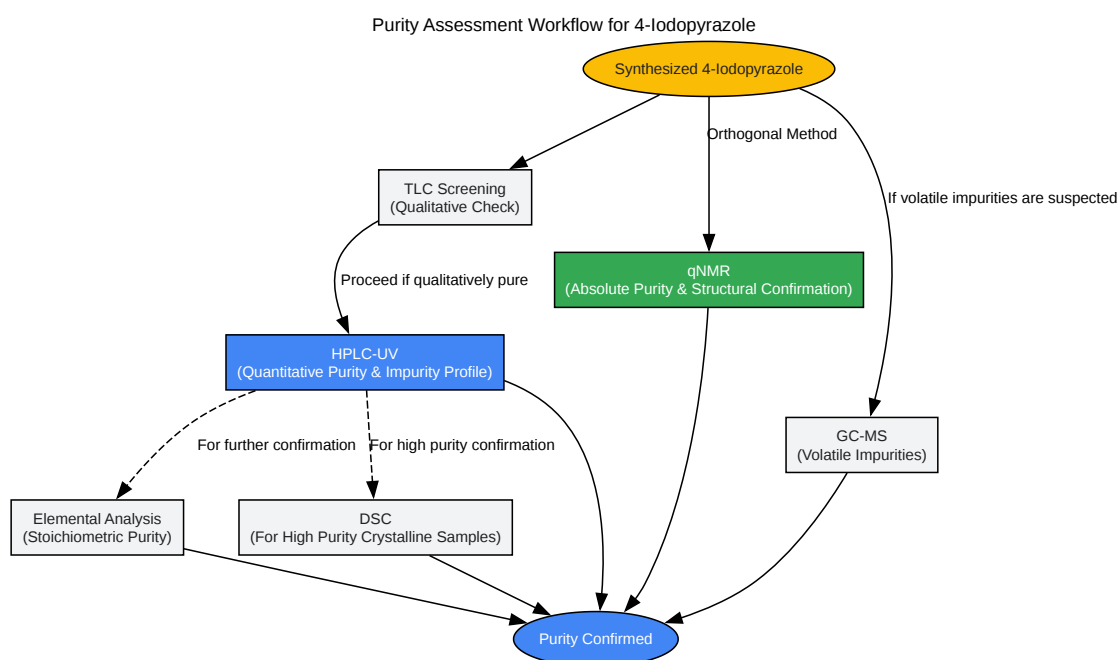 Purity Assessment Workflow for 4-Iodopyrazole
Synthesized 4-Iodopyrazole
Orthogonal Method
TLC Screening
(Qualitative Check)
If volatile impurities are suspected
Proceed if qualitatively pure
qNMR
(Absolute Purity & Structural Confirmation)
HPLC-UV
(Quantitative Purity & Impurity Profile)
For further confirmation
For high purity confirmation
GC-MS
(Volatile Impurities)
Elemental Analysis
(Stoichiometric Purity)
DSC
(For High Purity Crystalline Samples)
Purity Confirmed